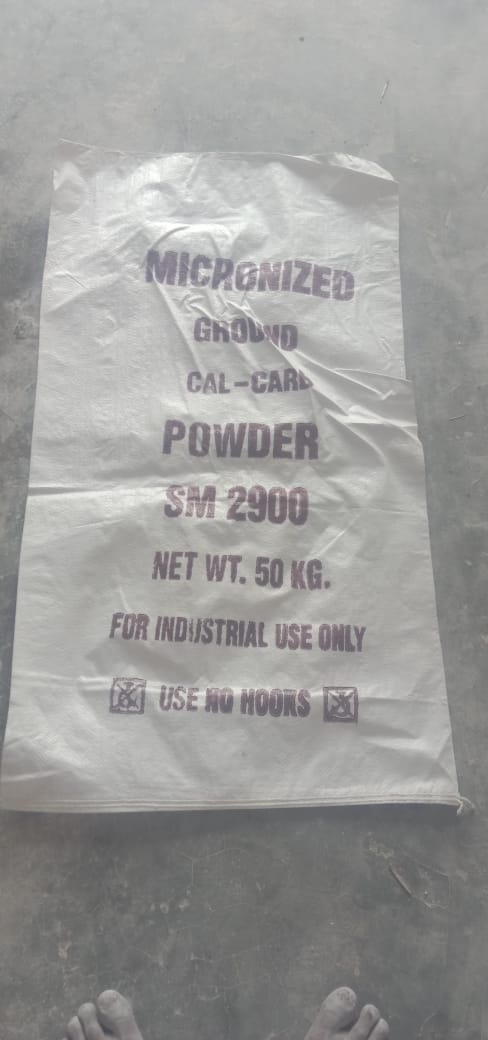 MICRONIZED
GROUND
CAL-CARB
POWDER
SM 2900
NET WT. 50 KG.
FOR INDUSTRIAL USE ONLY
USE NO HOOKS